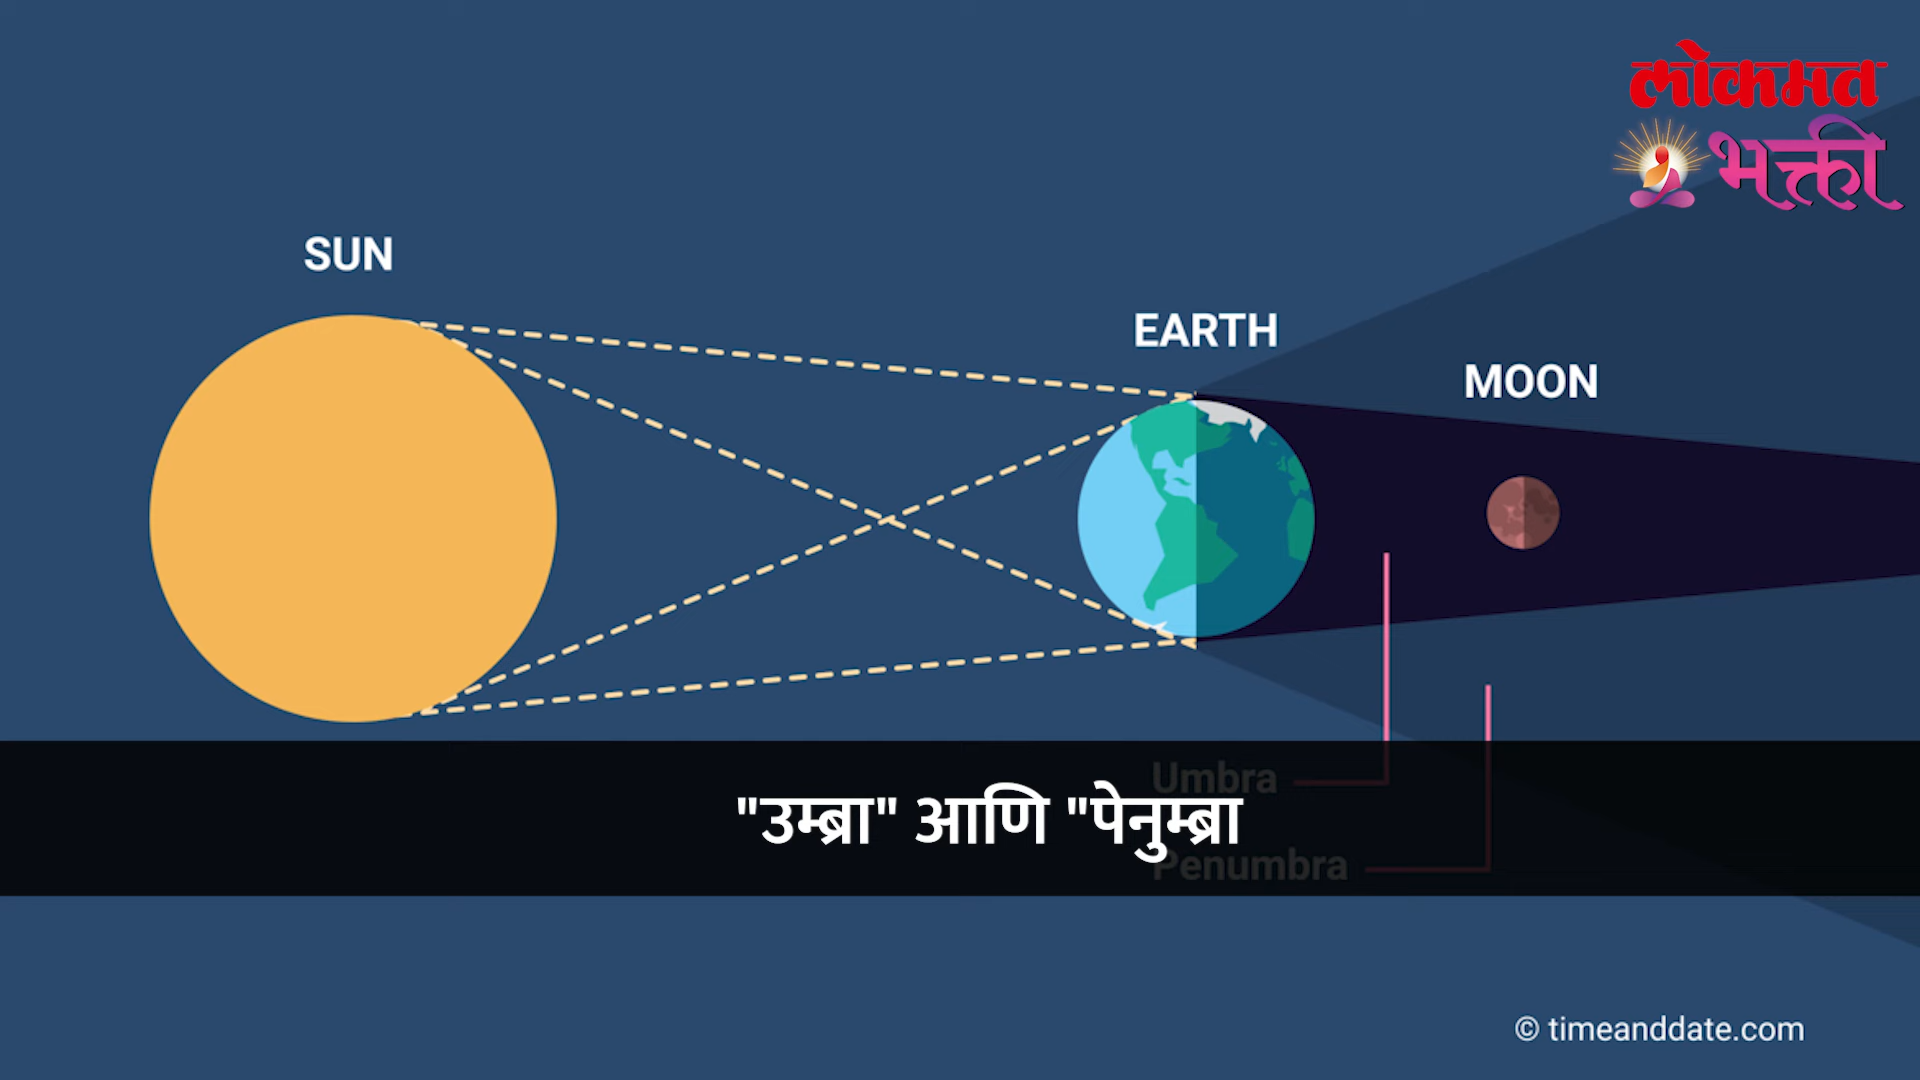 लोकमत
भक्ती
SUN
EARTH
MOON
Umbra
"उम्ब्रा" आणि "पेनुम्ब्रा
Penumbra
© timeanddate.com